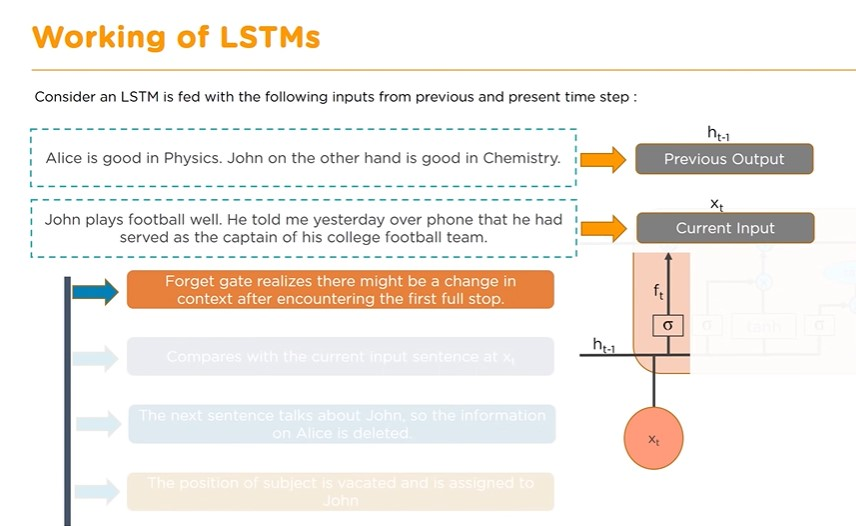 Working of LSTMs
Consider an LSTM is fed with the following inputs from previous and present time step :
h_t-1
Alice is good in Physics. John on the other hand is good in Chemistry.
Previous Output
x_t
John plays football well. He told me yesterday over phone that he had
served as the captain of his college football team.
Current Input
Forget gate realizes there might be a change in
context after encountering the first full stop.
f_t
σ
σ
tanh
σ
h_t-1
Compares with the current input sentence at x_t
The next sentence talks about John, so the information
on Alice is deleted.
x_t
The position of subject is vacated and is assigned to
John